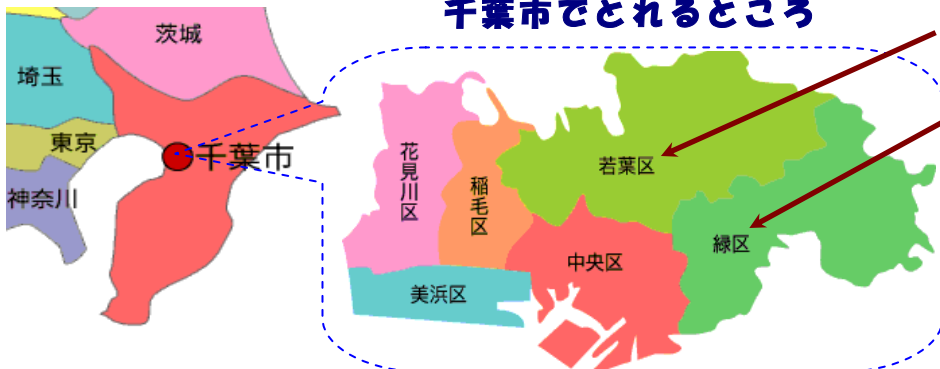 千葉市でとれるところ
茨城
埼玉
東京
千葉市
神奈川
花見川区
稲毛区
若葉区
緑区
中央区
美浜区